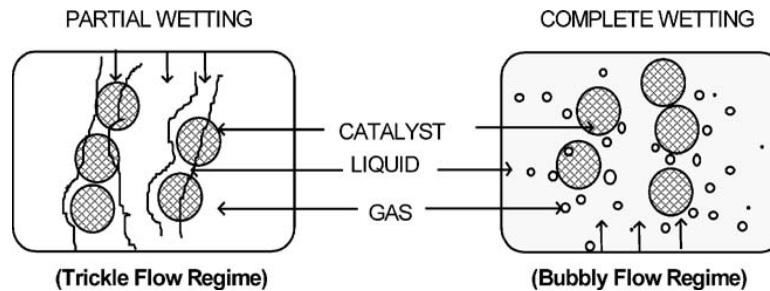 PARTIAL WETTING
COMPLETE WETTING
CATALYST
LIQUID
GAS
(Trickle Flow Regime)
(Bubbly Flow Regime)